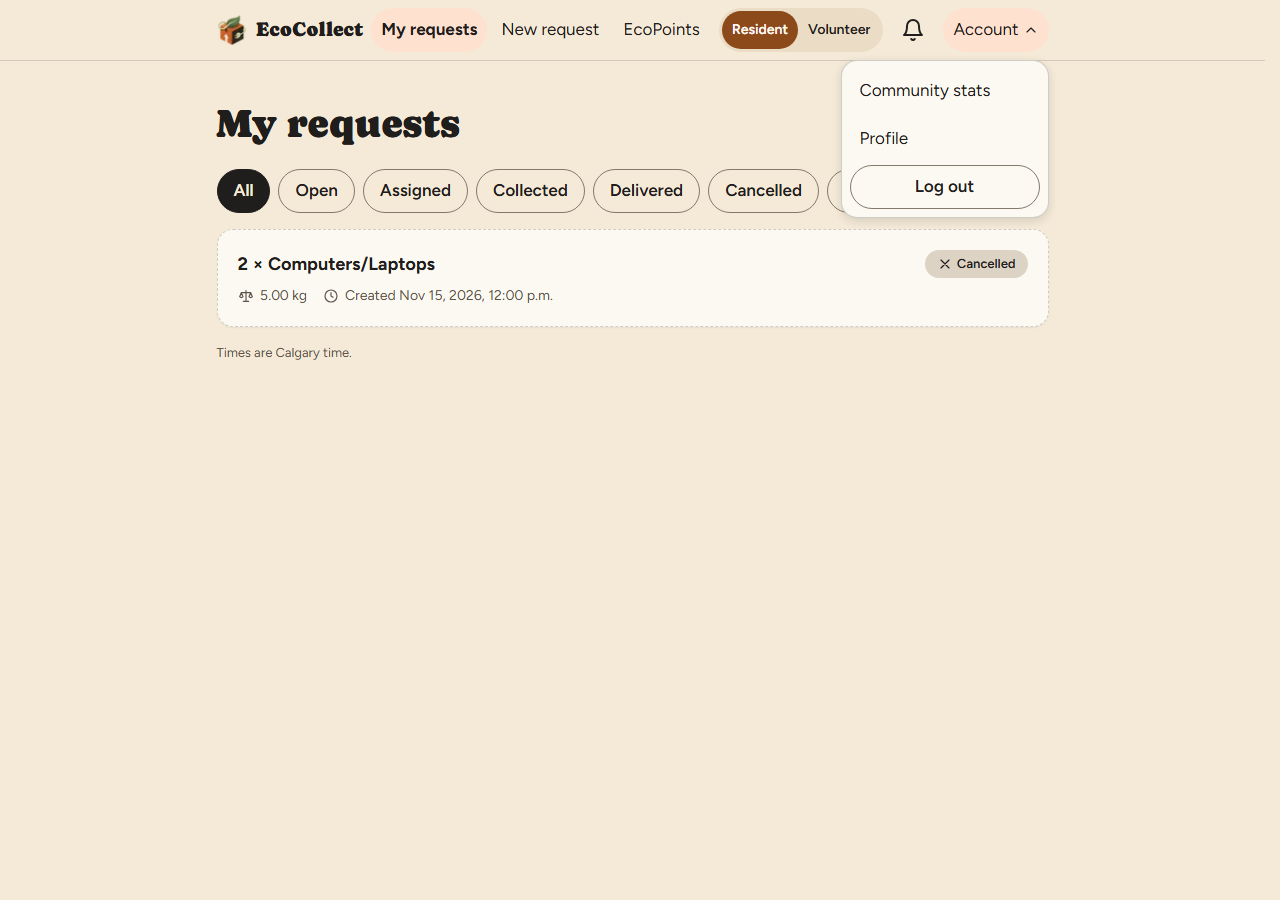 EcoCollect My requests New request EcoPoints Resident Volunteer Account
Community stats
Profile
Log out
My requests
All Open Assigned Collected Delivered Cancelled
2 × Computers/Laptops Cancelled
5.00 kg Created Nov 15, 2026, 12:00 p.m.
Times are Calgary time.